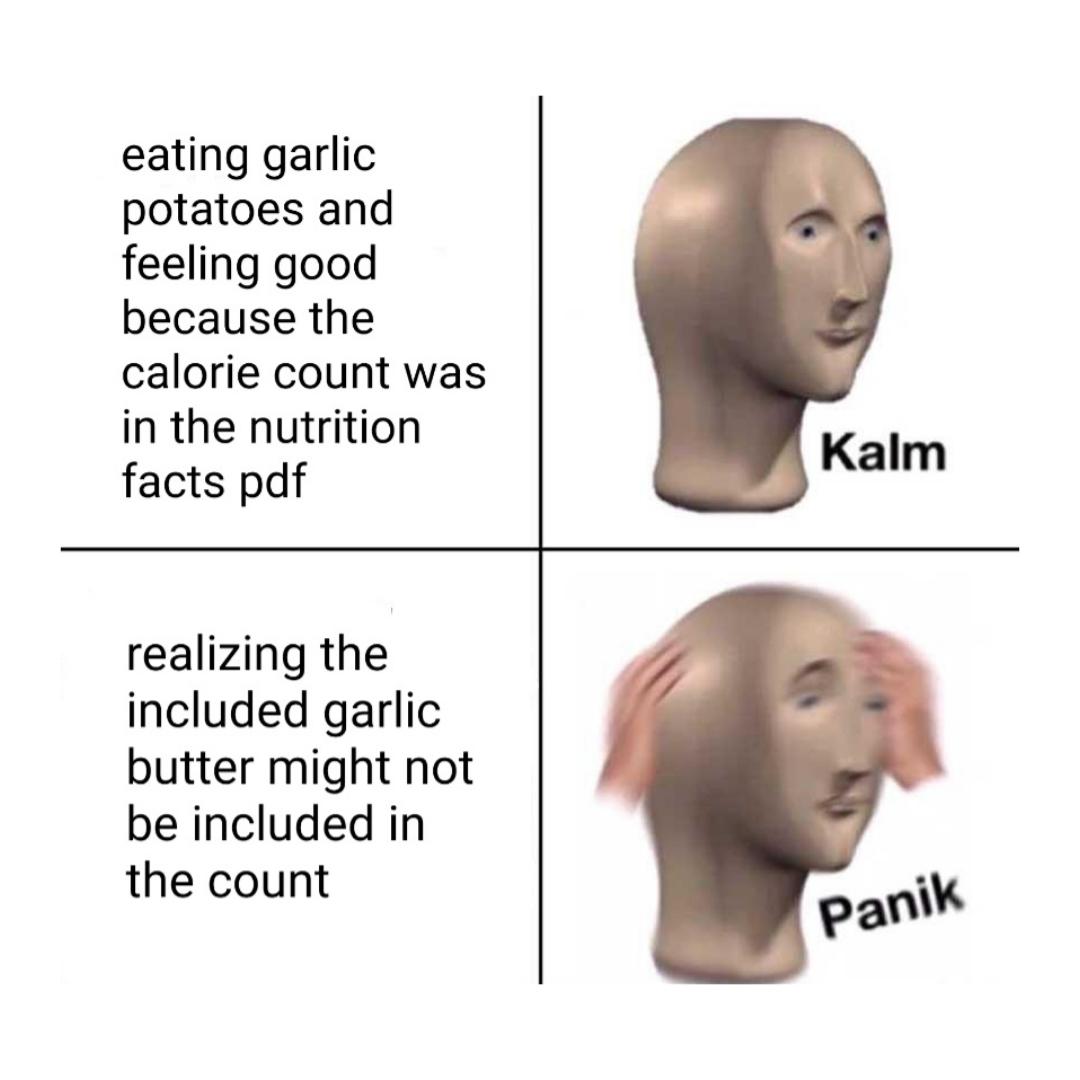 eating garlic
potatoes and
feeling good
because the
calorie count was
in the nutrition
facts pdf
Kalm
realizing the
included garlic
butter might not
be included in
the count
Panik